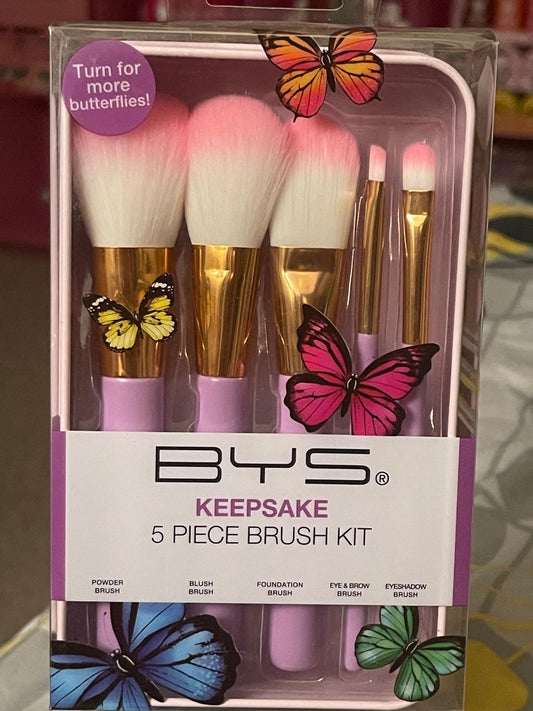 Turn for
more
butterflies!
BYS®
KEEPSAKE
5 PIECE BRUSH KIT
POWDER
BRUSH
BLUSH
BRUSH
FOUNDATION
BRUSH
EYE & BROW
BRUSH
EYESHADOW
BRUSH